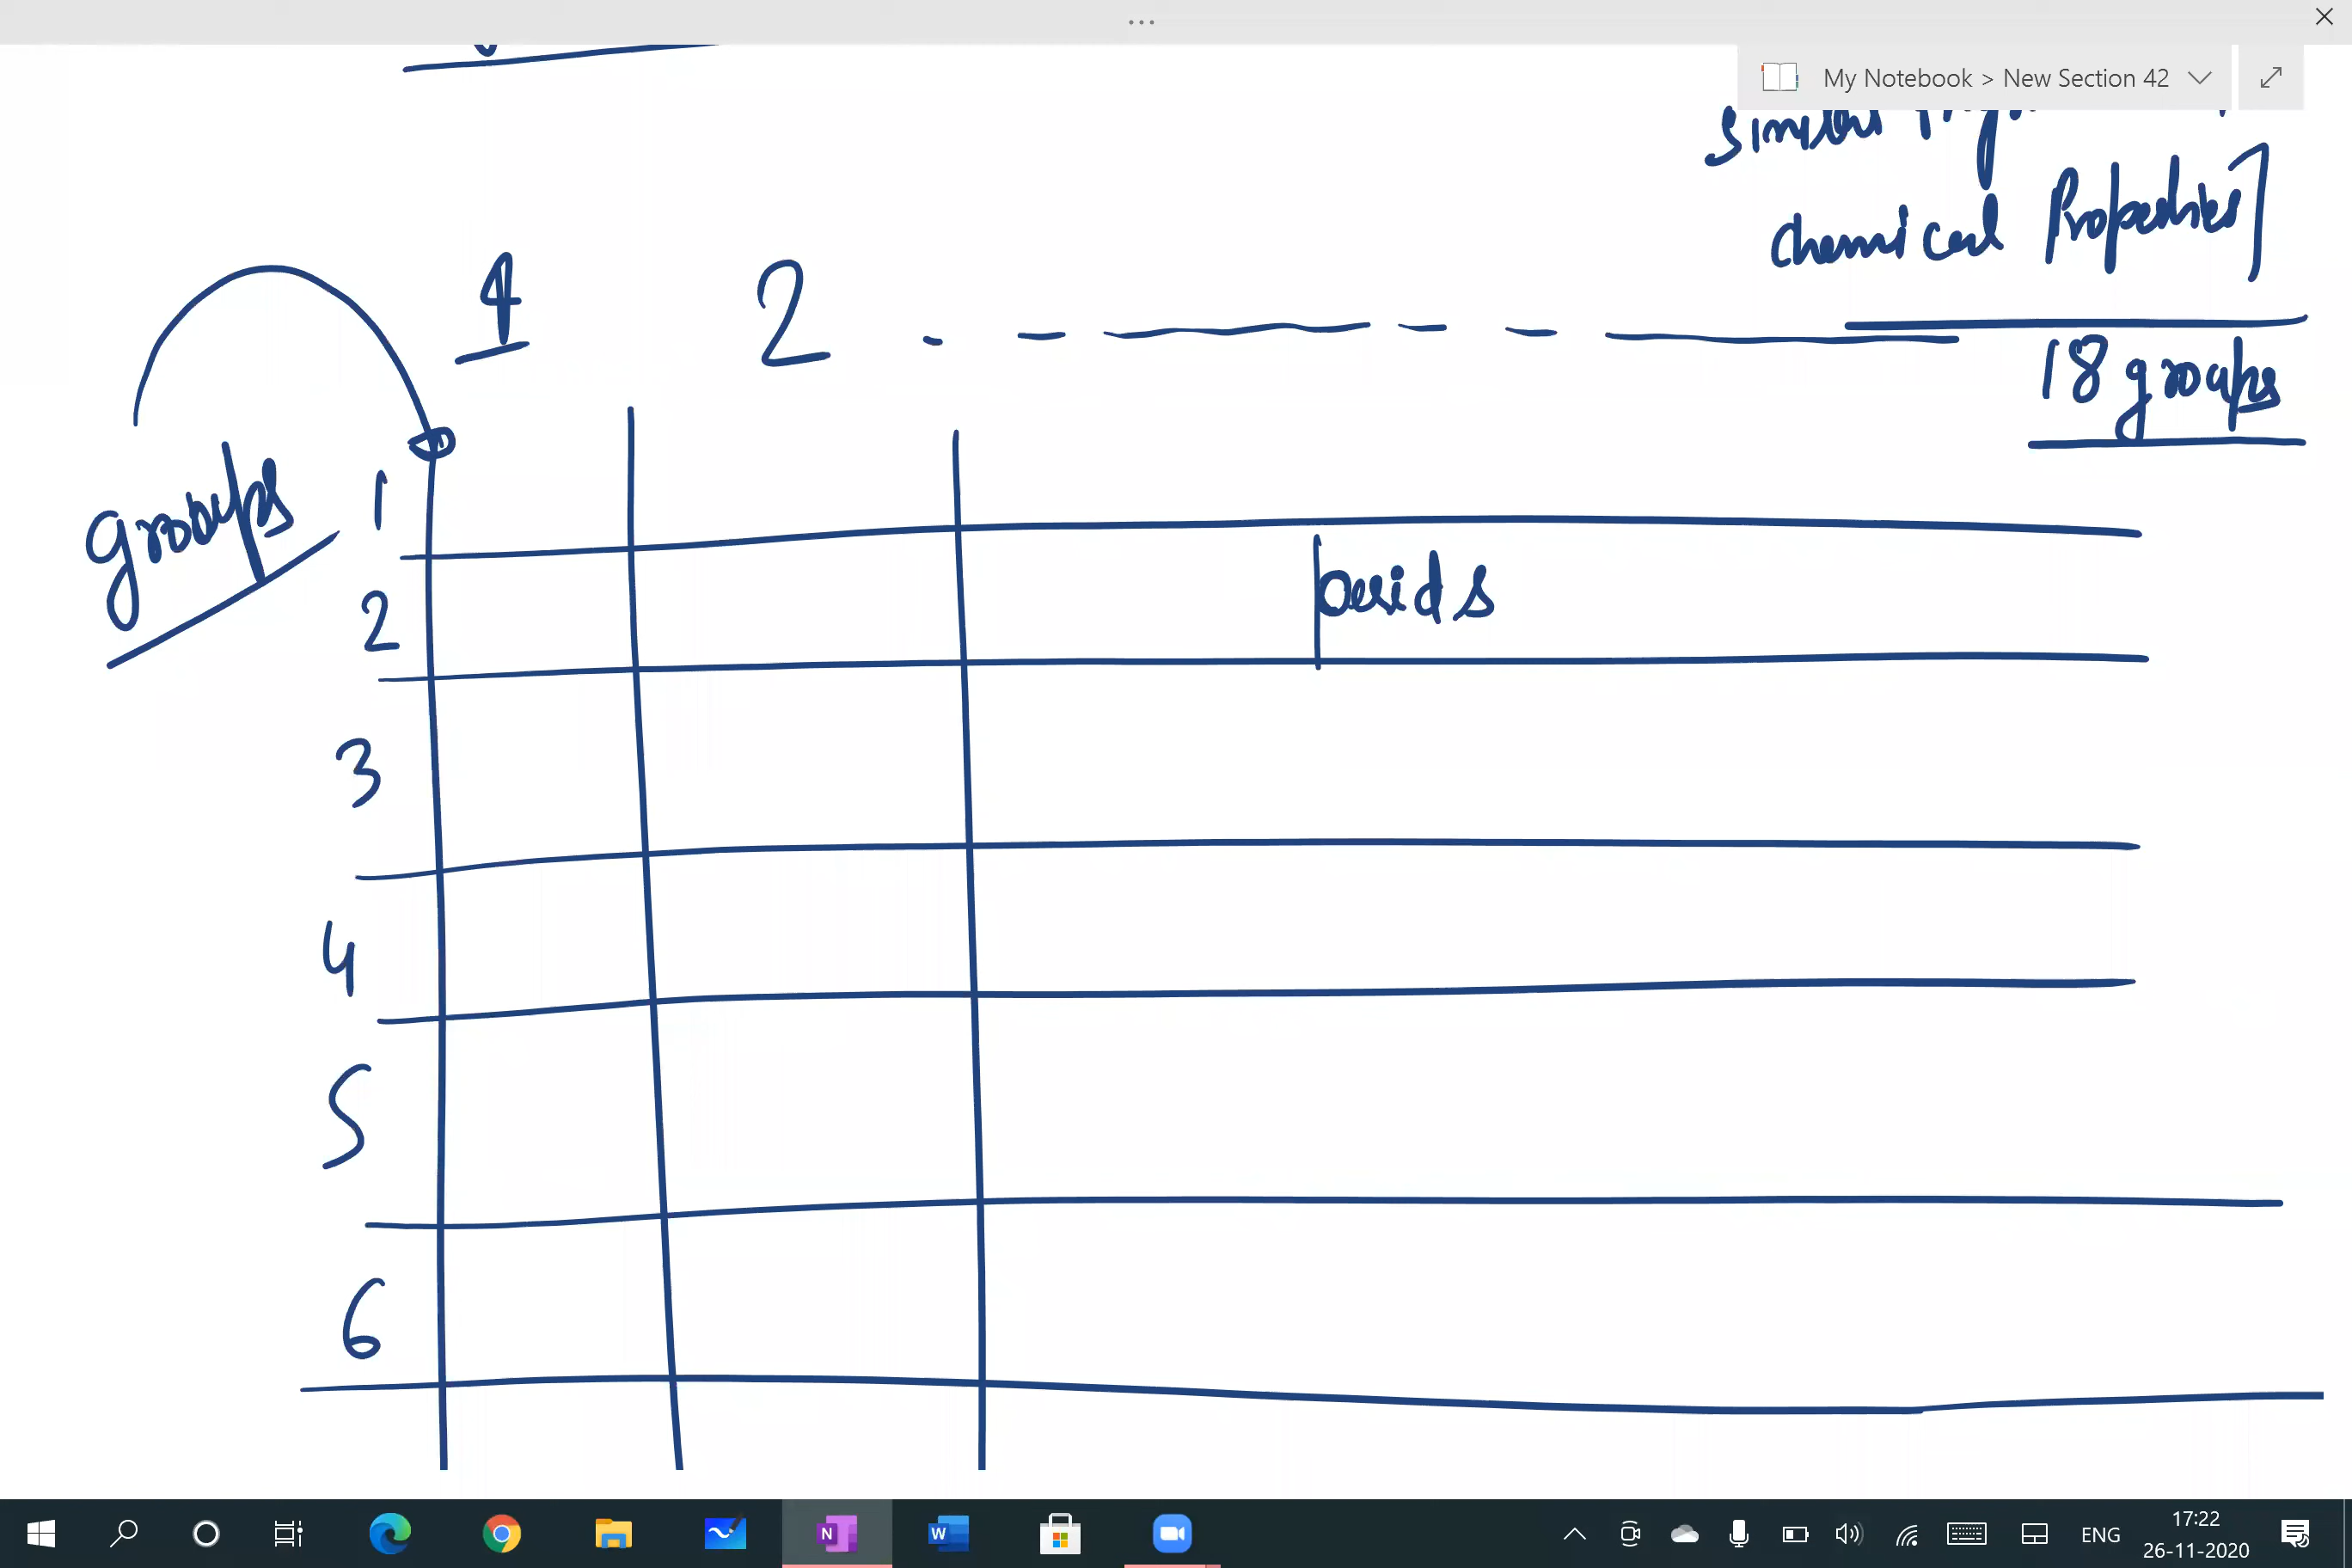 My Notebook > New Section 42
chemical Properties]
4 2 . - — - - —
18 groups
groups
1
2 periods
3
4
5
6
N
W
ENG
17:22
26-11-2020